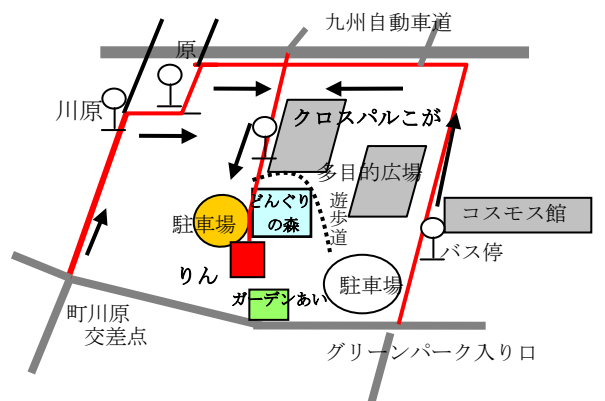 九州自動車道
原
川原
クロスパルこが
多目的広場
どんぐり
の森
遊歩道
駐車場
コスモス館
バス停
りん
駐車場
ガーデンあい
町川原
交差点
グリーンパーク入り口